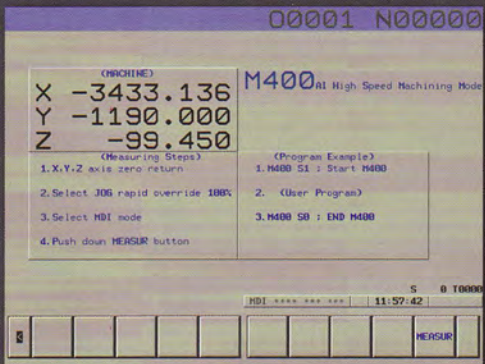 O0001 N00000
(MACHINE)
X -3433.136
Y -1190.000
Z -99.450
M400 AI High Speed Machining Mode
(Measuring Steps)
1.X,Y,Z axis zero return
2.Select JOG rapid override 100%
3.Select MDI mode
4.Push down MEASUR button
(Program Example)
1.M400 S1 ; Start M400
2. (User Program)
3.M400 S0 ; END M400
S 0 T0000
MDI **** *** *** 11:57:42
MEASUR